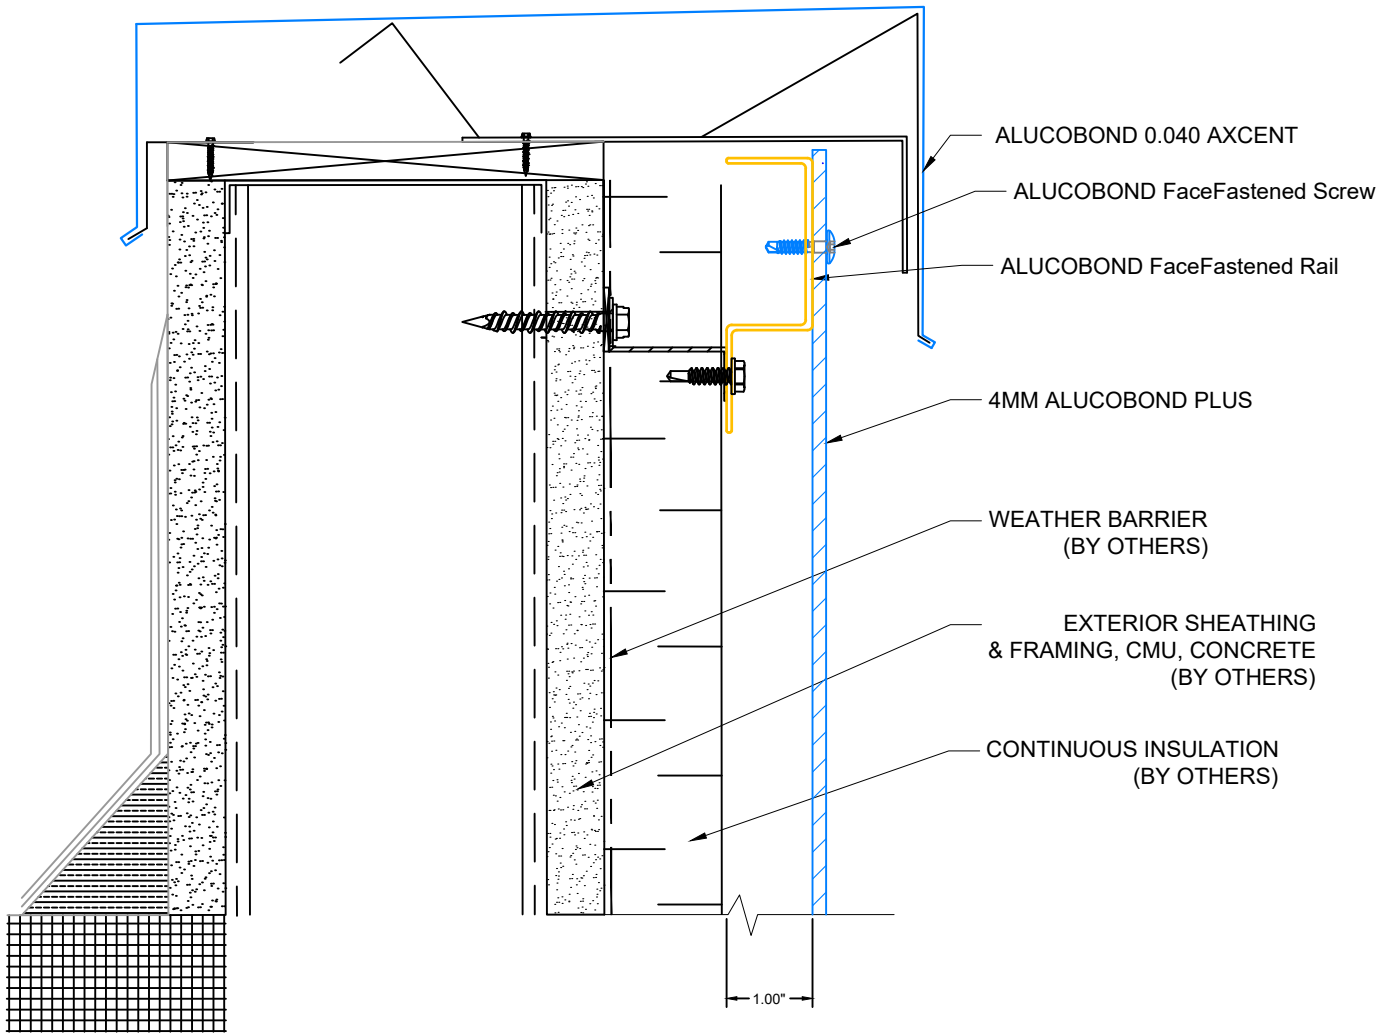 ALUCOBOND 0.040 AXCENT
ALUCOBOND FaceFastened Screw
ALUCOBOND FaceFastened Rail
4MM ALUCOBOND PLUS
WEATHER BARRIER
(BY OTHERS)
EXTERIOR SHEATHING
& FRAMING, CMU, CONCRETE
(BY OTHERS)
CONTINUOUS INSULATION
(BY OTHERS)
1.00"